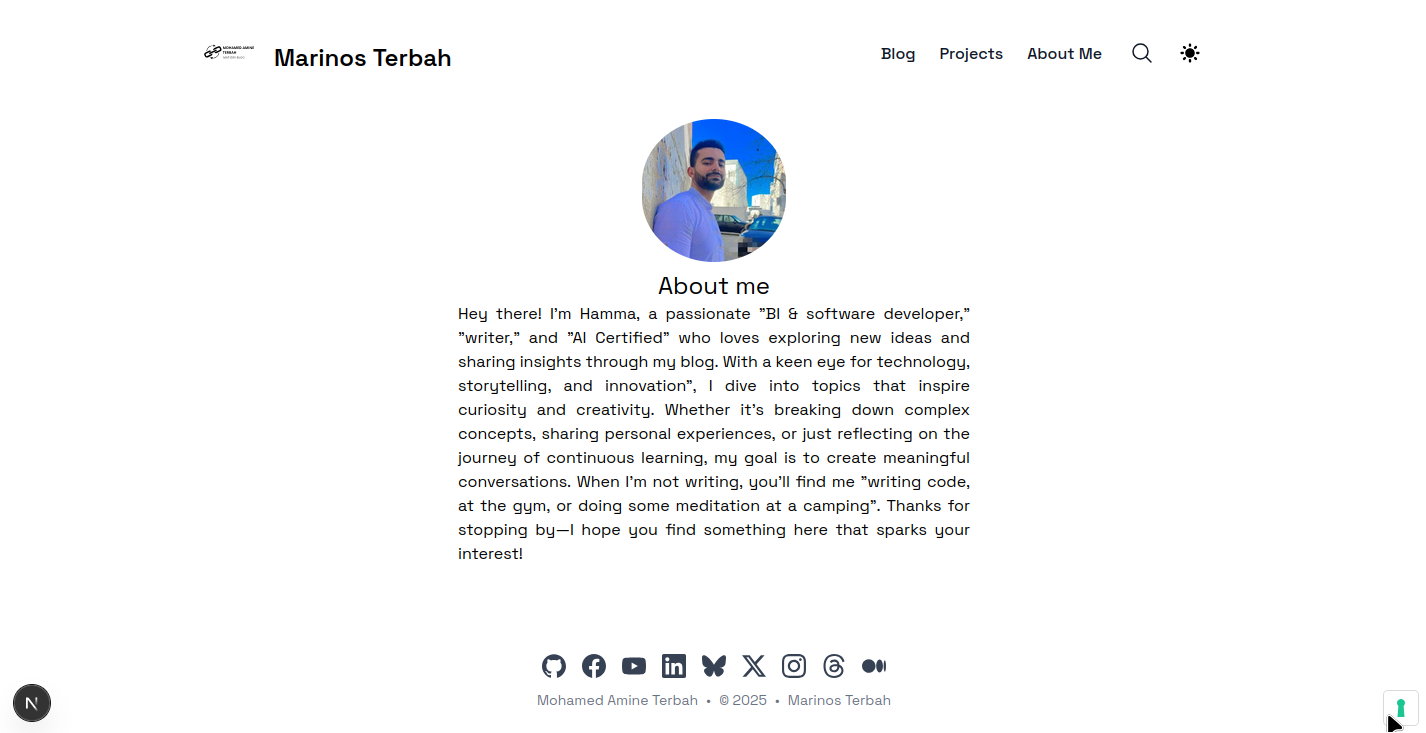 MOHAMED AMINE
TERBAH
Marinos Terbah
Blog
Projects
About Me
About me
Hey there! I’m Hamma, a passionate ”BI & software developer,”
”writer,” and ”AI Certified” who loves exploring new ideas and
sharing insights through my blog. With a keen eye for technology,
storytelling, and innovation”, I dive into topics that inspire
curiosity and creativity. Whether it’s breaking down complex
concepts, sharing personal experiences, or just reflecting on the
journey of continuous learning, my goal is to create meaningful
conversations. When I’m not writing, you’ll find me ”writing code,
at the gym, or doing some meditation at a camping”. Thanks for
stopping by—I hope you find something here that sparks your
interest!
Mohamed Amine Terbah • © 2025 • Marinos Terbah
N